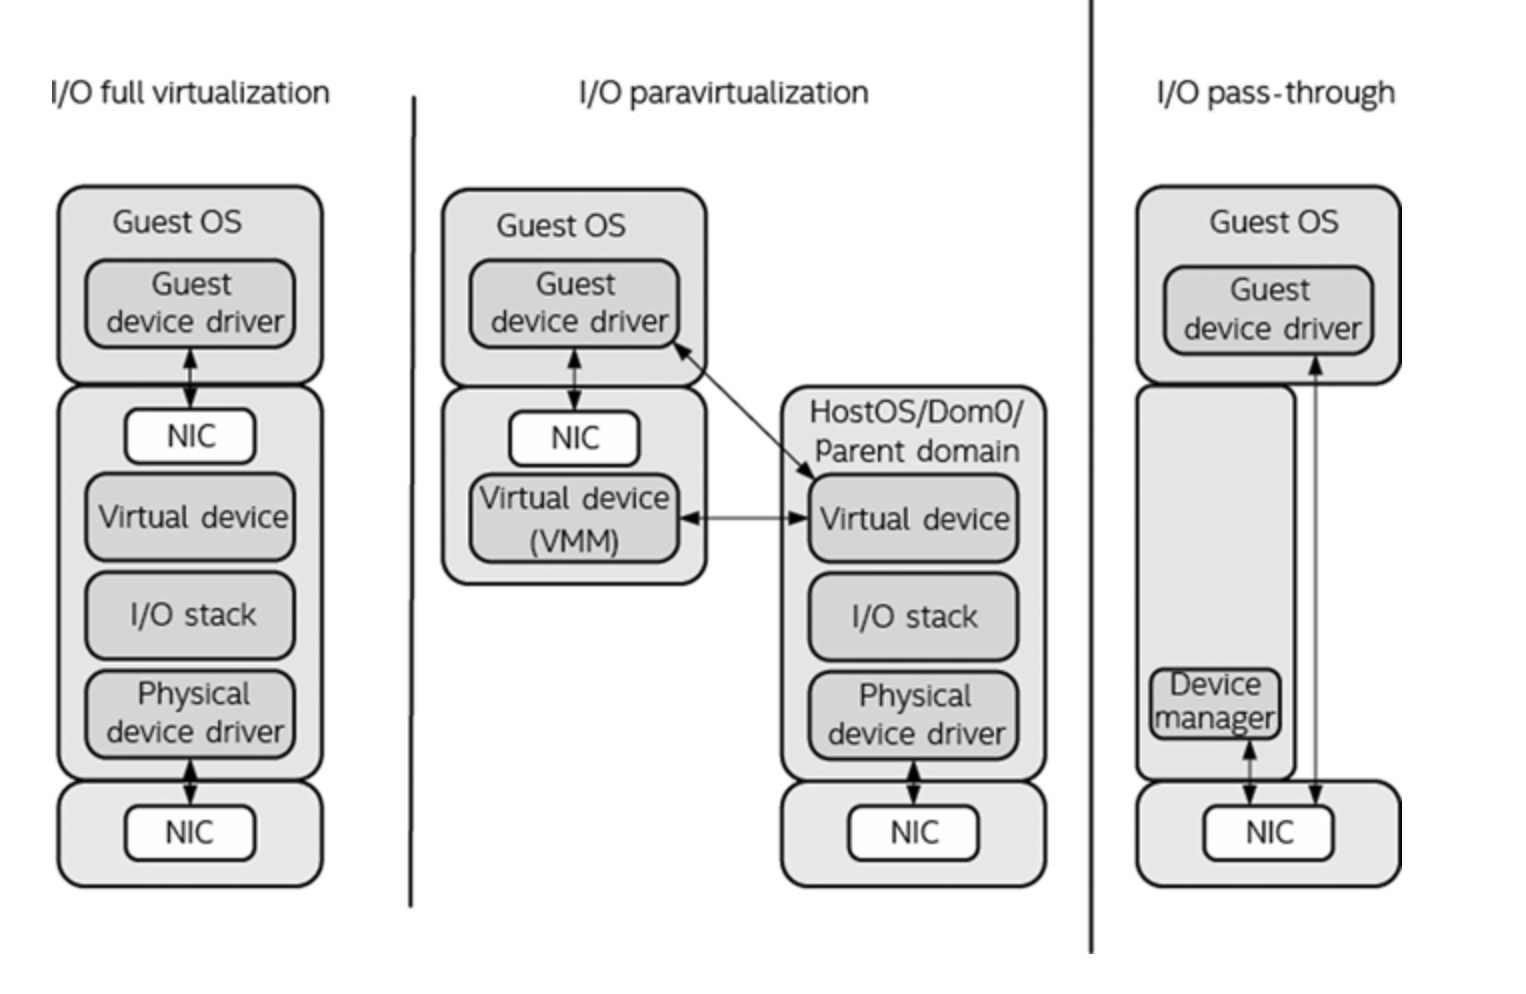 I/O full virtualization
Guest OS
Guest
device driver
NIC
Virtual device
I/O stack
Physical
device driver
NIC
I/O paravirtualization
Guest OS
Guest
device driver
NIC
Virtual device
(VMM)
HostOS/Dom0/
Parent domain
Virtual device
I/O stack
Physical
device driver
NIC
I/O pass-through
Guest OS
Guest
device driver
Device
manager
NIC